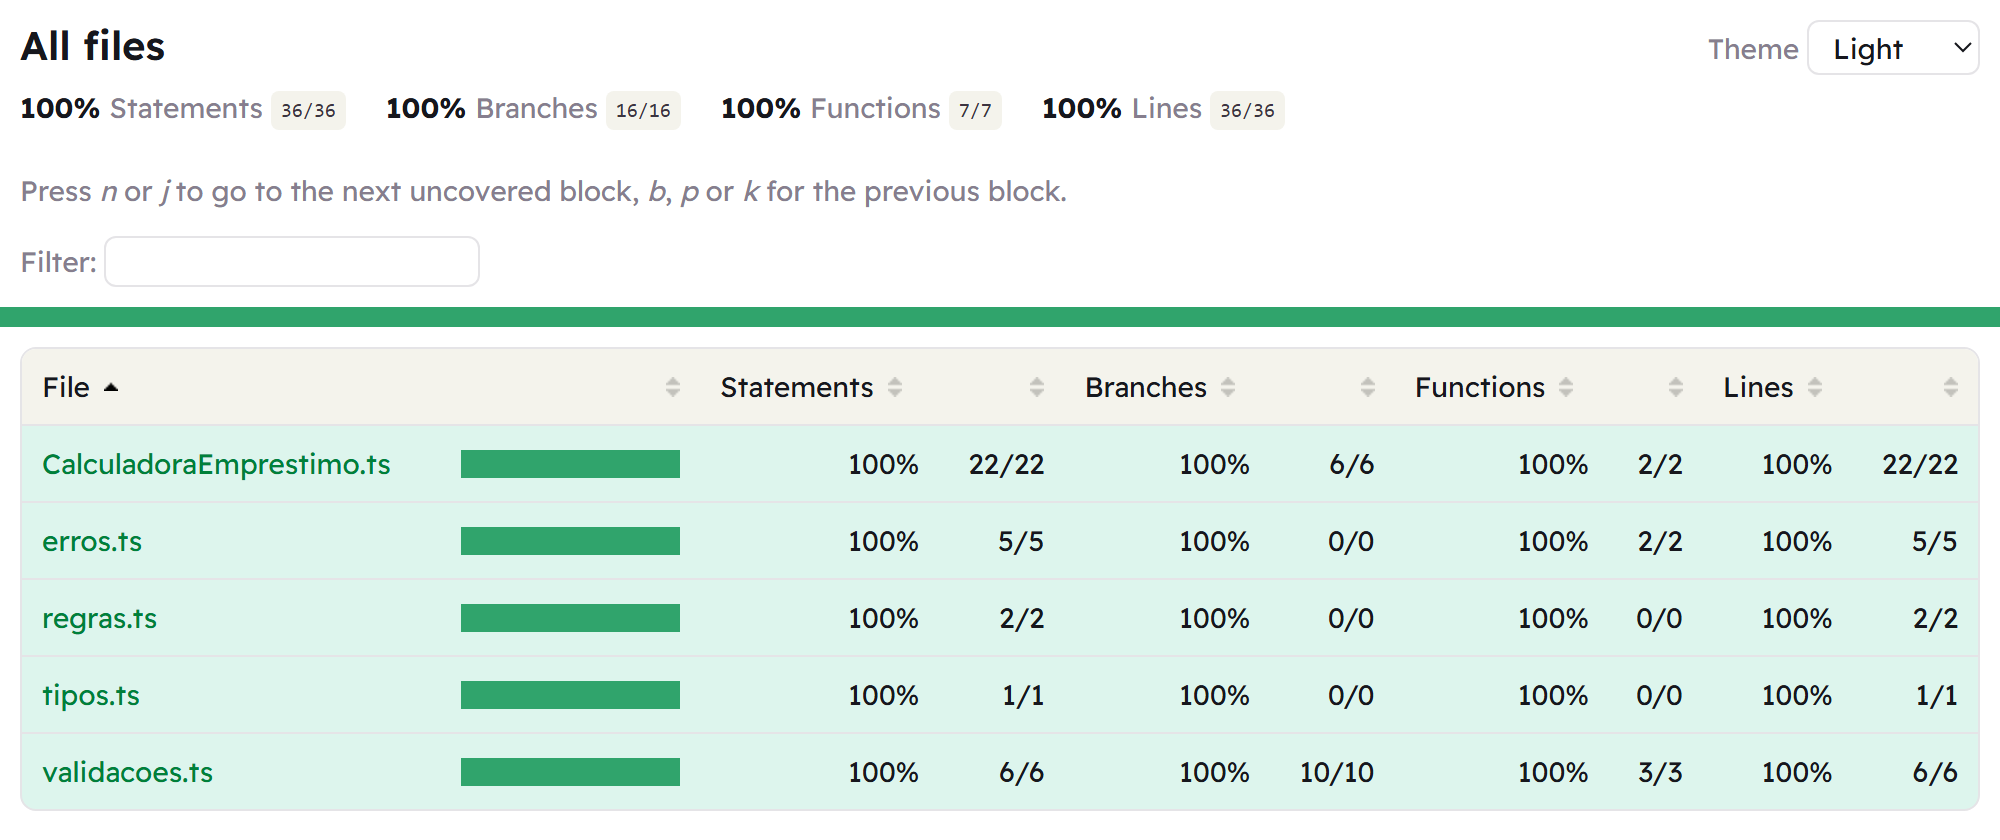 All files
Theme Light
100% Statements 36/36 100% Branches 16/16 100% Functions 7/7 100% Lines 36/36
Press n or j to go to the next uncovered block, b, p or k for the previous block.
Filter:
File Statements Branches Functions Lines
CalculadoraEmprestimo.ts 100% 22/22 100% 6/6 100% 2/2 100% 22/22
erros.ts 100% 5/5 100% 0/0 100% 2/2 100% 5/5
regras.ts 100% 2/2 100% 0/0 100% 0/0 100% 2/2
tipos.ts 100% 1/1 100% 0/0 100% 0/0 100% 1/1
validacoes.ts 100% 6/6 100% 10/10 100% 3/3 100% 6/6